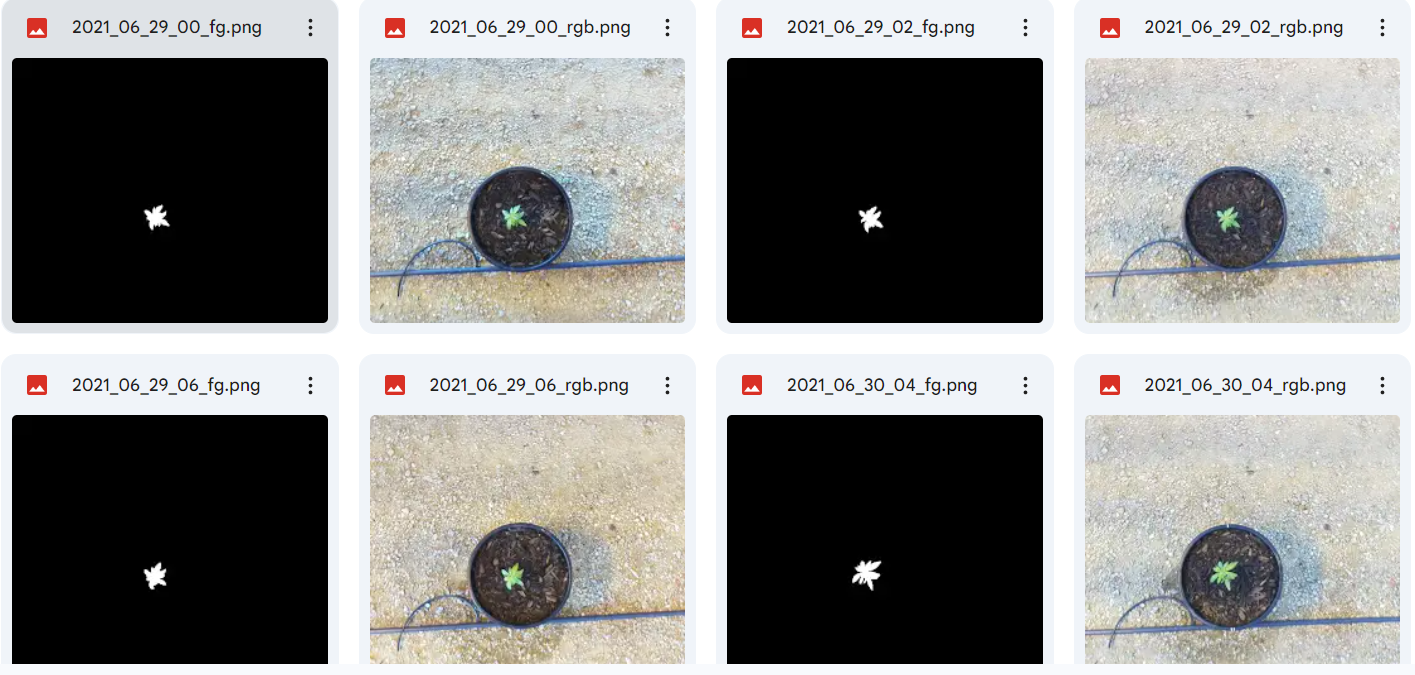 2021_06_29_00_fg.png
2021_06_29_00_rgb.png
2021_06_29_02_fg.png
2021_06_29_02_rgb.png
2021_06_29_06_fg.png
2021_06_29_06_rgb.png
2021_06_30_04_fg.png
2021_06_30_04_rgb.png